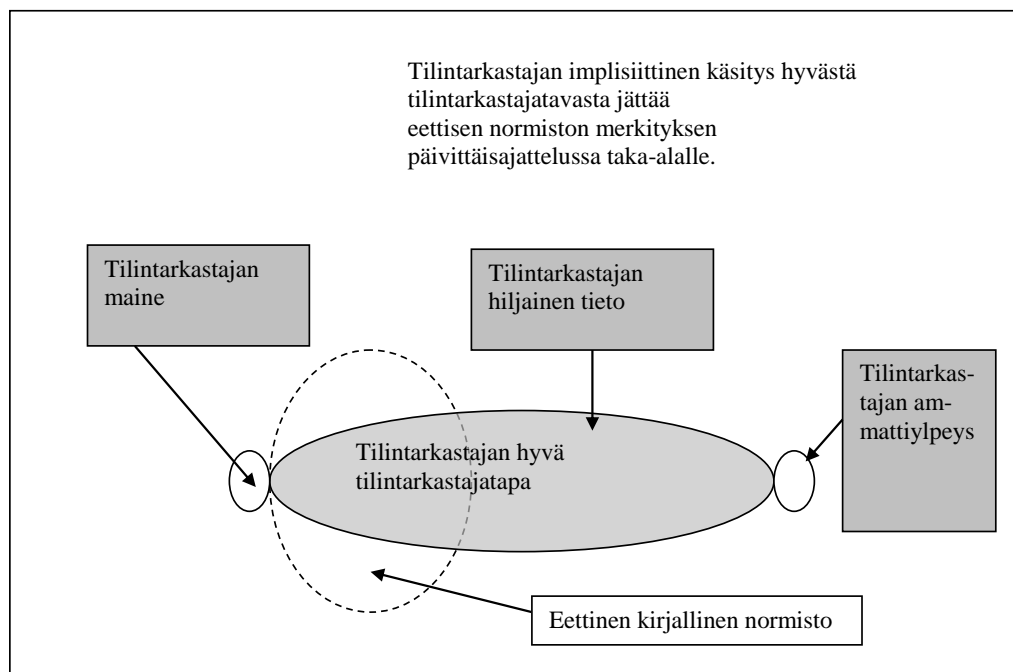 Tilintarkastajan implisiittinen käsitys hyvästä
tilintarkastajatavasta jättää
eettisen normiston merkityksen
päivittäisajattelussa taka-alalle.
Tilintarkastajan
maine
Tilintarkastajan
hiljainen tieto
Tilintarkas-
tajan am-
mattiylpeys
Tilintarkastajan hyvä
tilintarkastajatapa
Eettinen kirjallinen normisto